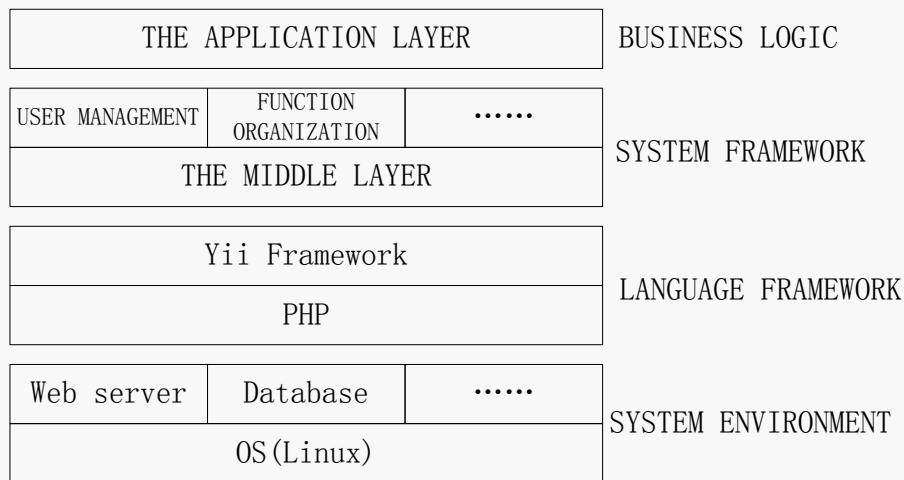 THE APPLICATION LAYER
BUSINESS LOGIC
USER MANAGEMENT
FUNCTION
ORGANIZATION
······
THE MIDDLE LAYER
SYSTEM FRAMEWORK
Yii Framework
PHP
LANGUAGE FRAMEWORK
Web server
Database
······
OS(Linux)
SYSTEM ENVIRONMENT